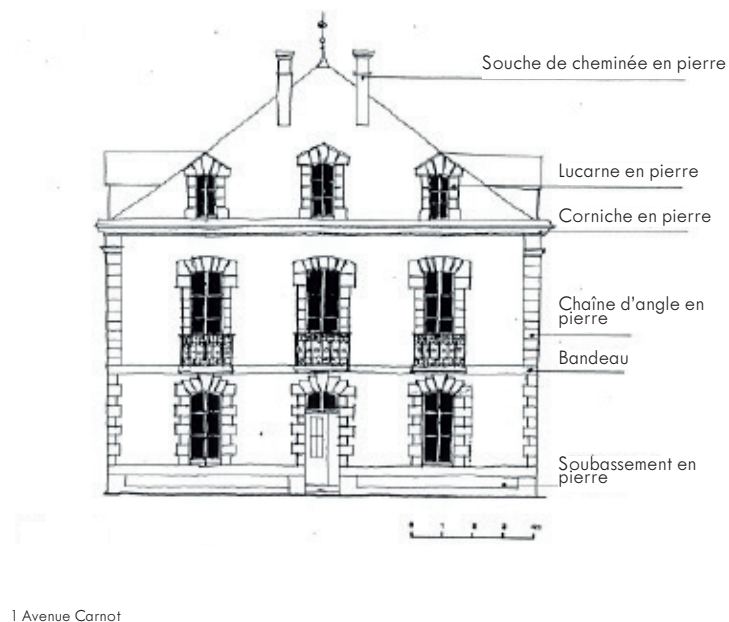 Souche de cheminée en pierre
Lucarne en pierre
Corniche en pierre
Chaîne d'angle en
pierre
Bandeau
Soubassement en
pierre
1 Avenue Carnot